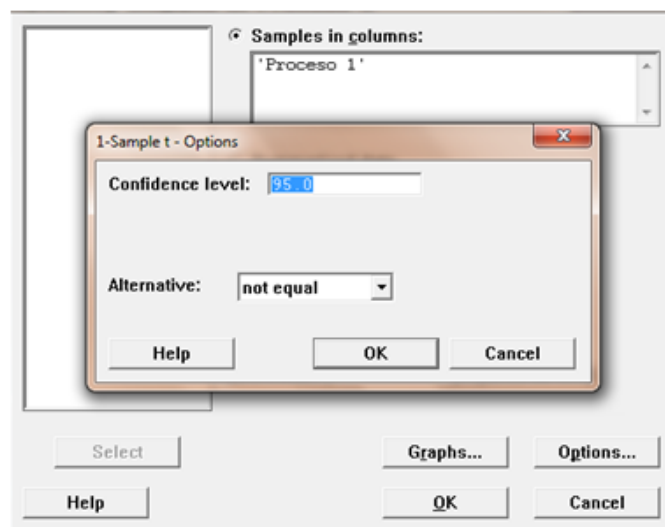 Samples in columns:
'Proceso 1'
1-Sample t - Options
Confidence level: 95.0
Alternative: not equal
Help OK Cancel
Select Graphs... Options...
Help OK Cancel